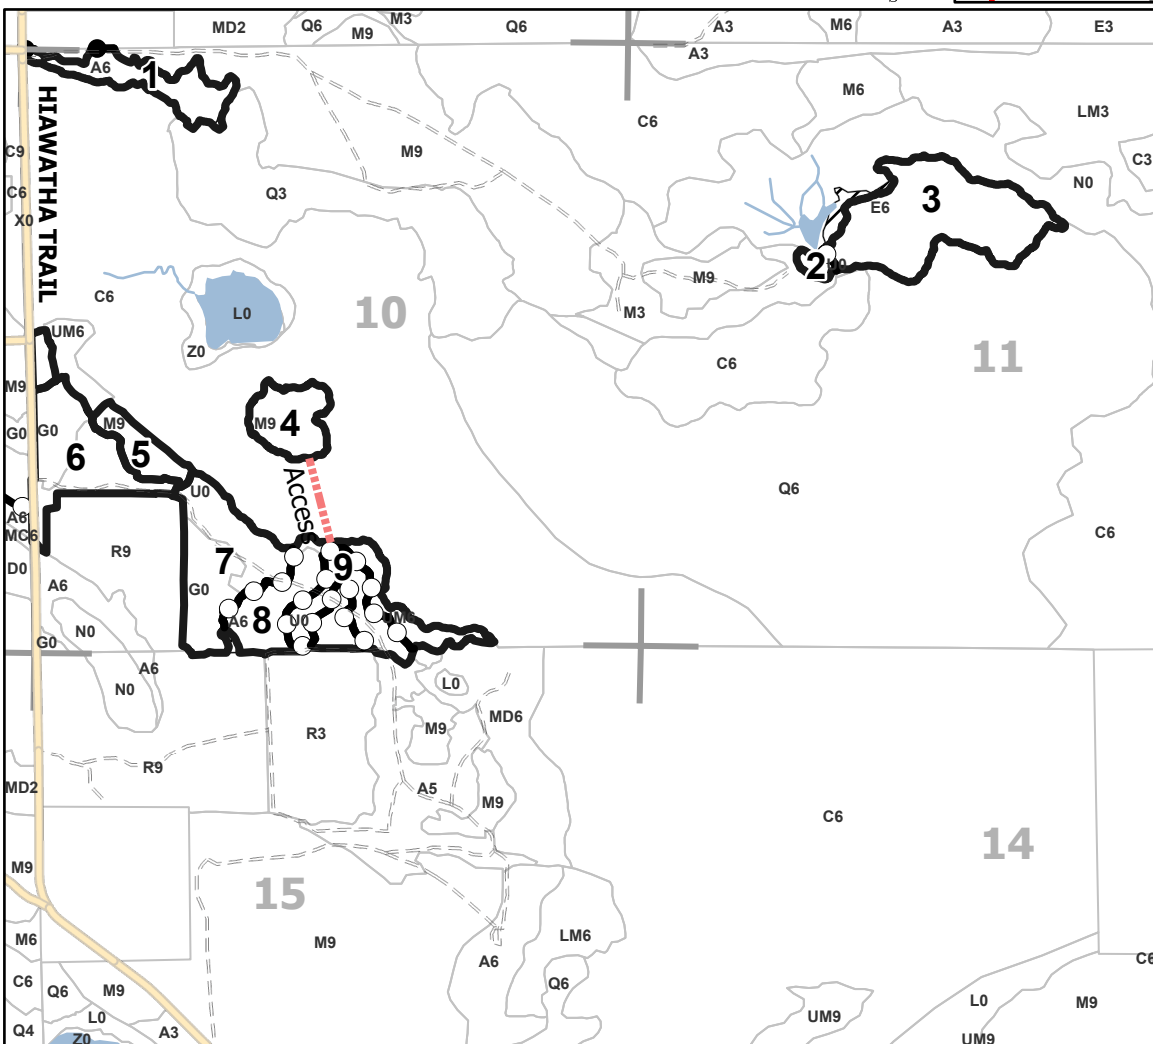 MD2 Q6 M3 M9 Q6 A3 M6 A3 E3
A3
A6 1 M6
HIAWATHA TRAIL
C6 LM3
C9 M9 C3
C6 Q3 N0
X0 E6 3
2
M9
C6 L0 10 M3
UM6 Z0 C6 11
M9
G0 G0 M9 M9 4
6 5
Access
U0 Q6
A6
MC6 R9 C6
D0 A6 7 9
G0
N0 A6 8 U0
G0
A6
N0 L0
R3 M9 MD6
R9
MD2 A5 M9
C6
14
M9 15
M6 M9 LM6
A6
C6 Q6 M9 Q6
L0 L0 M9
Q4 A3 UM9
Z0 UM9
C6